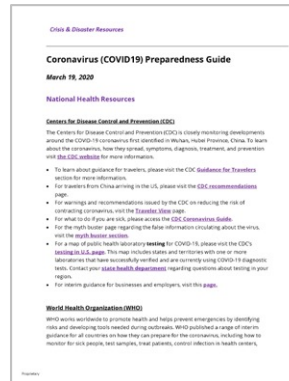 Crisis & Disaster Resources
Coronavirus (COVID19) Preparedness Guide
March 19, 2020
National Health Resources
Centers for Disease Control and Prevention (CDC)
The Centers for Disease Control and Prevention (CDC) is closely monitoring developments
around the COVID-19 coronavirus first identified in Wuhan, Hubei Province, China. To learn
about the coronavirus, how they spread, symptoms, diagnosis, treatment, and prevention
visit the CDC website for more information.
• To learn about guidance for travelers, please visit the CDC Guidance for Travelers
section for more information.
• For travelers from China arriving in the US, please visit the CDC recommendations
page.
• For warnings and recommendations issued by the CDC on reducing the risk of
contracting coronavirus, visit the Traveler View page.
• For what to do if you are sick, please access the CDC Coronavirus Guide.
• For the myth buster page regarding the false information circulating about the virus,
visit the myth buster section.
• For a map of public health laboratory testing for COVID-19, please visit the CDC's
testing in U.S. page. This map includes states and territories with one or more
laboratories that have successfully verified and are currently using COVID-19 diagnostic
tests. Contact your state health department regarding questions about testing in your
region.
• For interim guidance for businesses and employers, visit this page.
World Health Organization (WHO)
WHO works worldwide to promote health and helps prevent emergencies by identifying
risks and developing tools needed during outbreaks. WHO published a range of interim
guidance for all countries on how they can prepare for the coronavirus, including how to
monitor for sick people, test samples, treat patients, control infection in health centers,
Proprietary